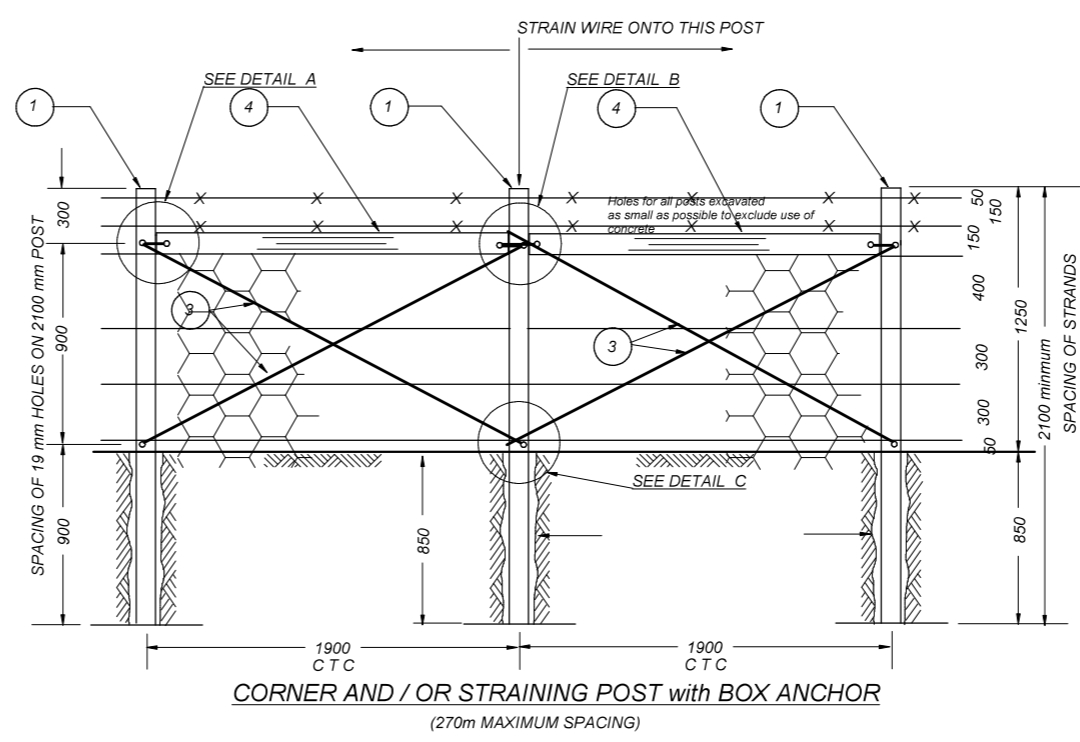 STRAIN WIRE ONTO THIS POST
SEE DETAIL A
SEE DETAIL B
1
4
1
4
1
X X X X X X
Holes for all posts excavated
as small as possible to exclude use of
concrete
X X X X X X
300
900
900
SPACING OF 19 mm HOLES ON 2100 mm POST
3
3
50
150
150
400
300
300
50
1250
850
2100 minmum
SPACING OF STRANDS
SEE DETAIL C
850
1900
C T C
1900
C T C
CORNER AND / OR STRAINING POST with BOX ANCHOR
(270m MAXIMUM SPACING)